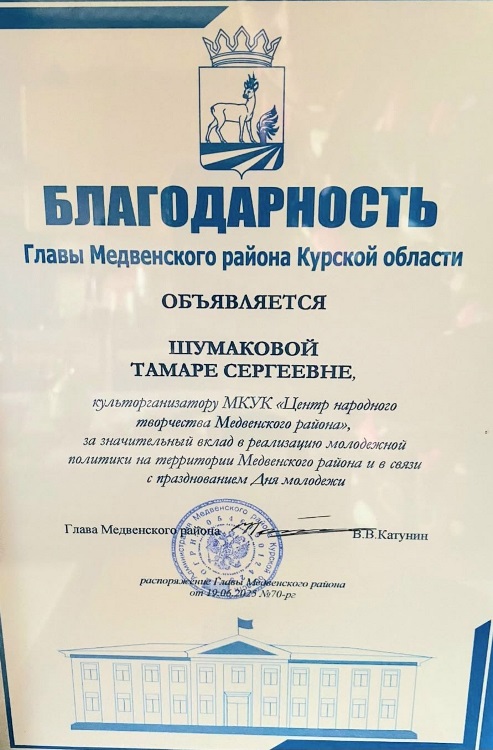 БЛАГОДАРНОСТЬ
Главы Медвенского района Курской области
ОБЪЯВЛЯЕТСЯ
ШУМАКОВОЙ
ТАМАРЕ СЕРГЕЕВНЕ,
культорганизатору МКУК «Центр народного
творчества Медвенского района»,
за значительный вклад в реализацию молодежной
политики на территории Медвенского района и в связи
с празднованием Дня молодежи
Глава Медвенского района В.В.Катунин
распоряжение Главы Медвенского района
от 19.06.2025 №70-рг